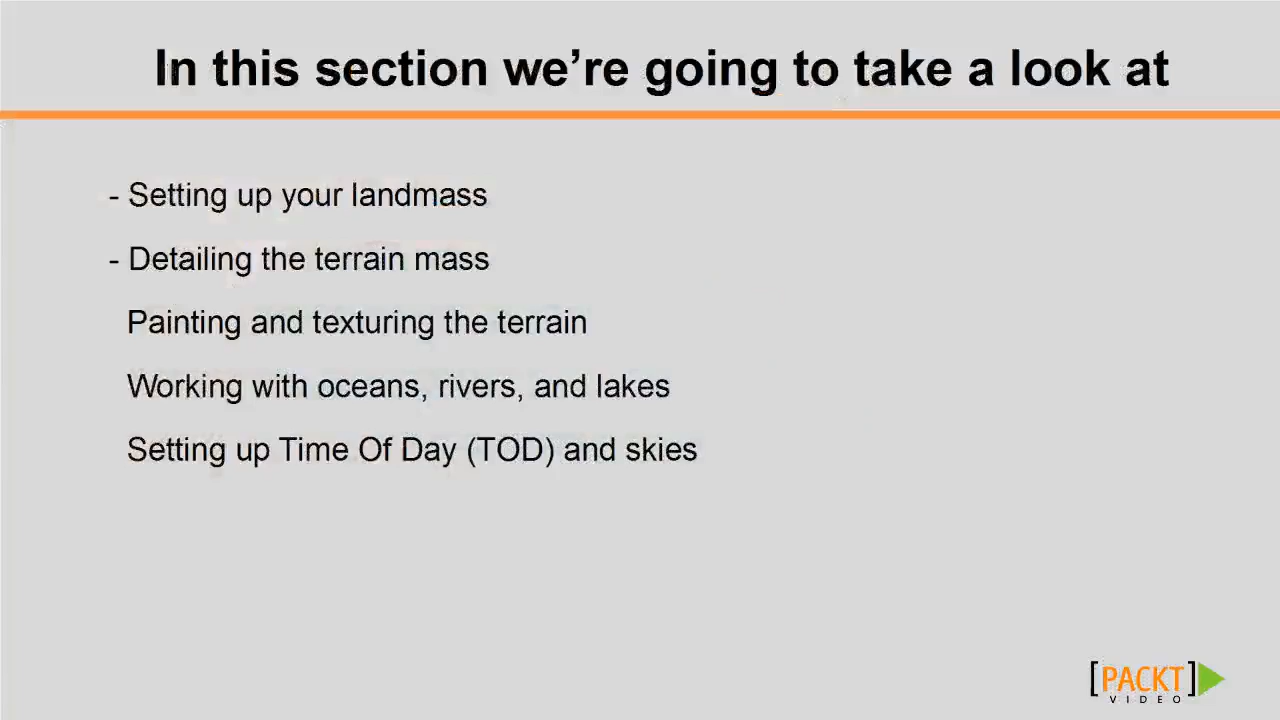 In this section we’re going to take a look at
- Setting up your landmass
- Detailing the terrain mass
Painting and texturing the terrain
Working with oceans, rivers, and lakes
Setting up Time Of Day (TOD) and skies
[PACKT]
VIDEO